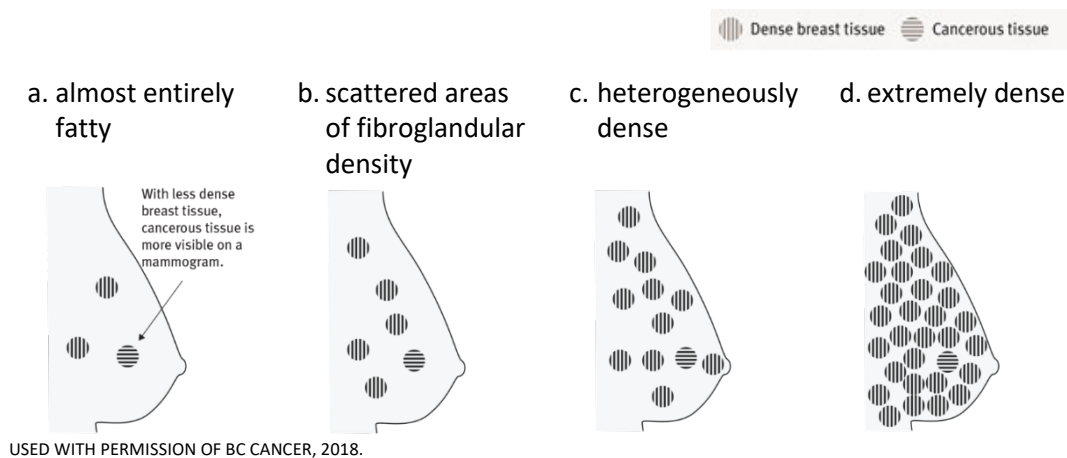 Dense breast tissue Cancerous tissue
a. almost entirely
fatty
b. scattered areas
of fibroglandular
density
c. heterogeneously
dense
d. extremely dense
With less dense
breast tissue,
cancerous tissue is
more visible on a
mammogram.
USED WITH PERMISSION OF BC CANCER, 2018.